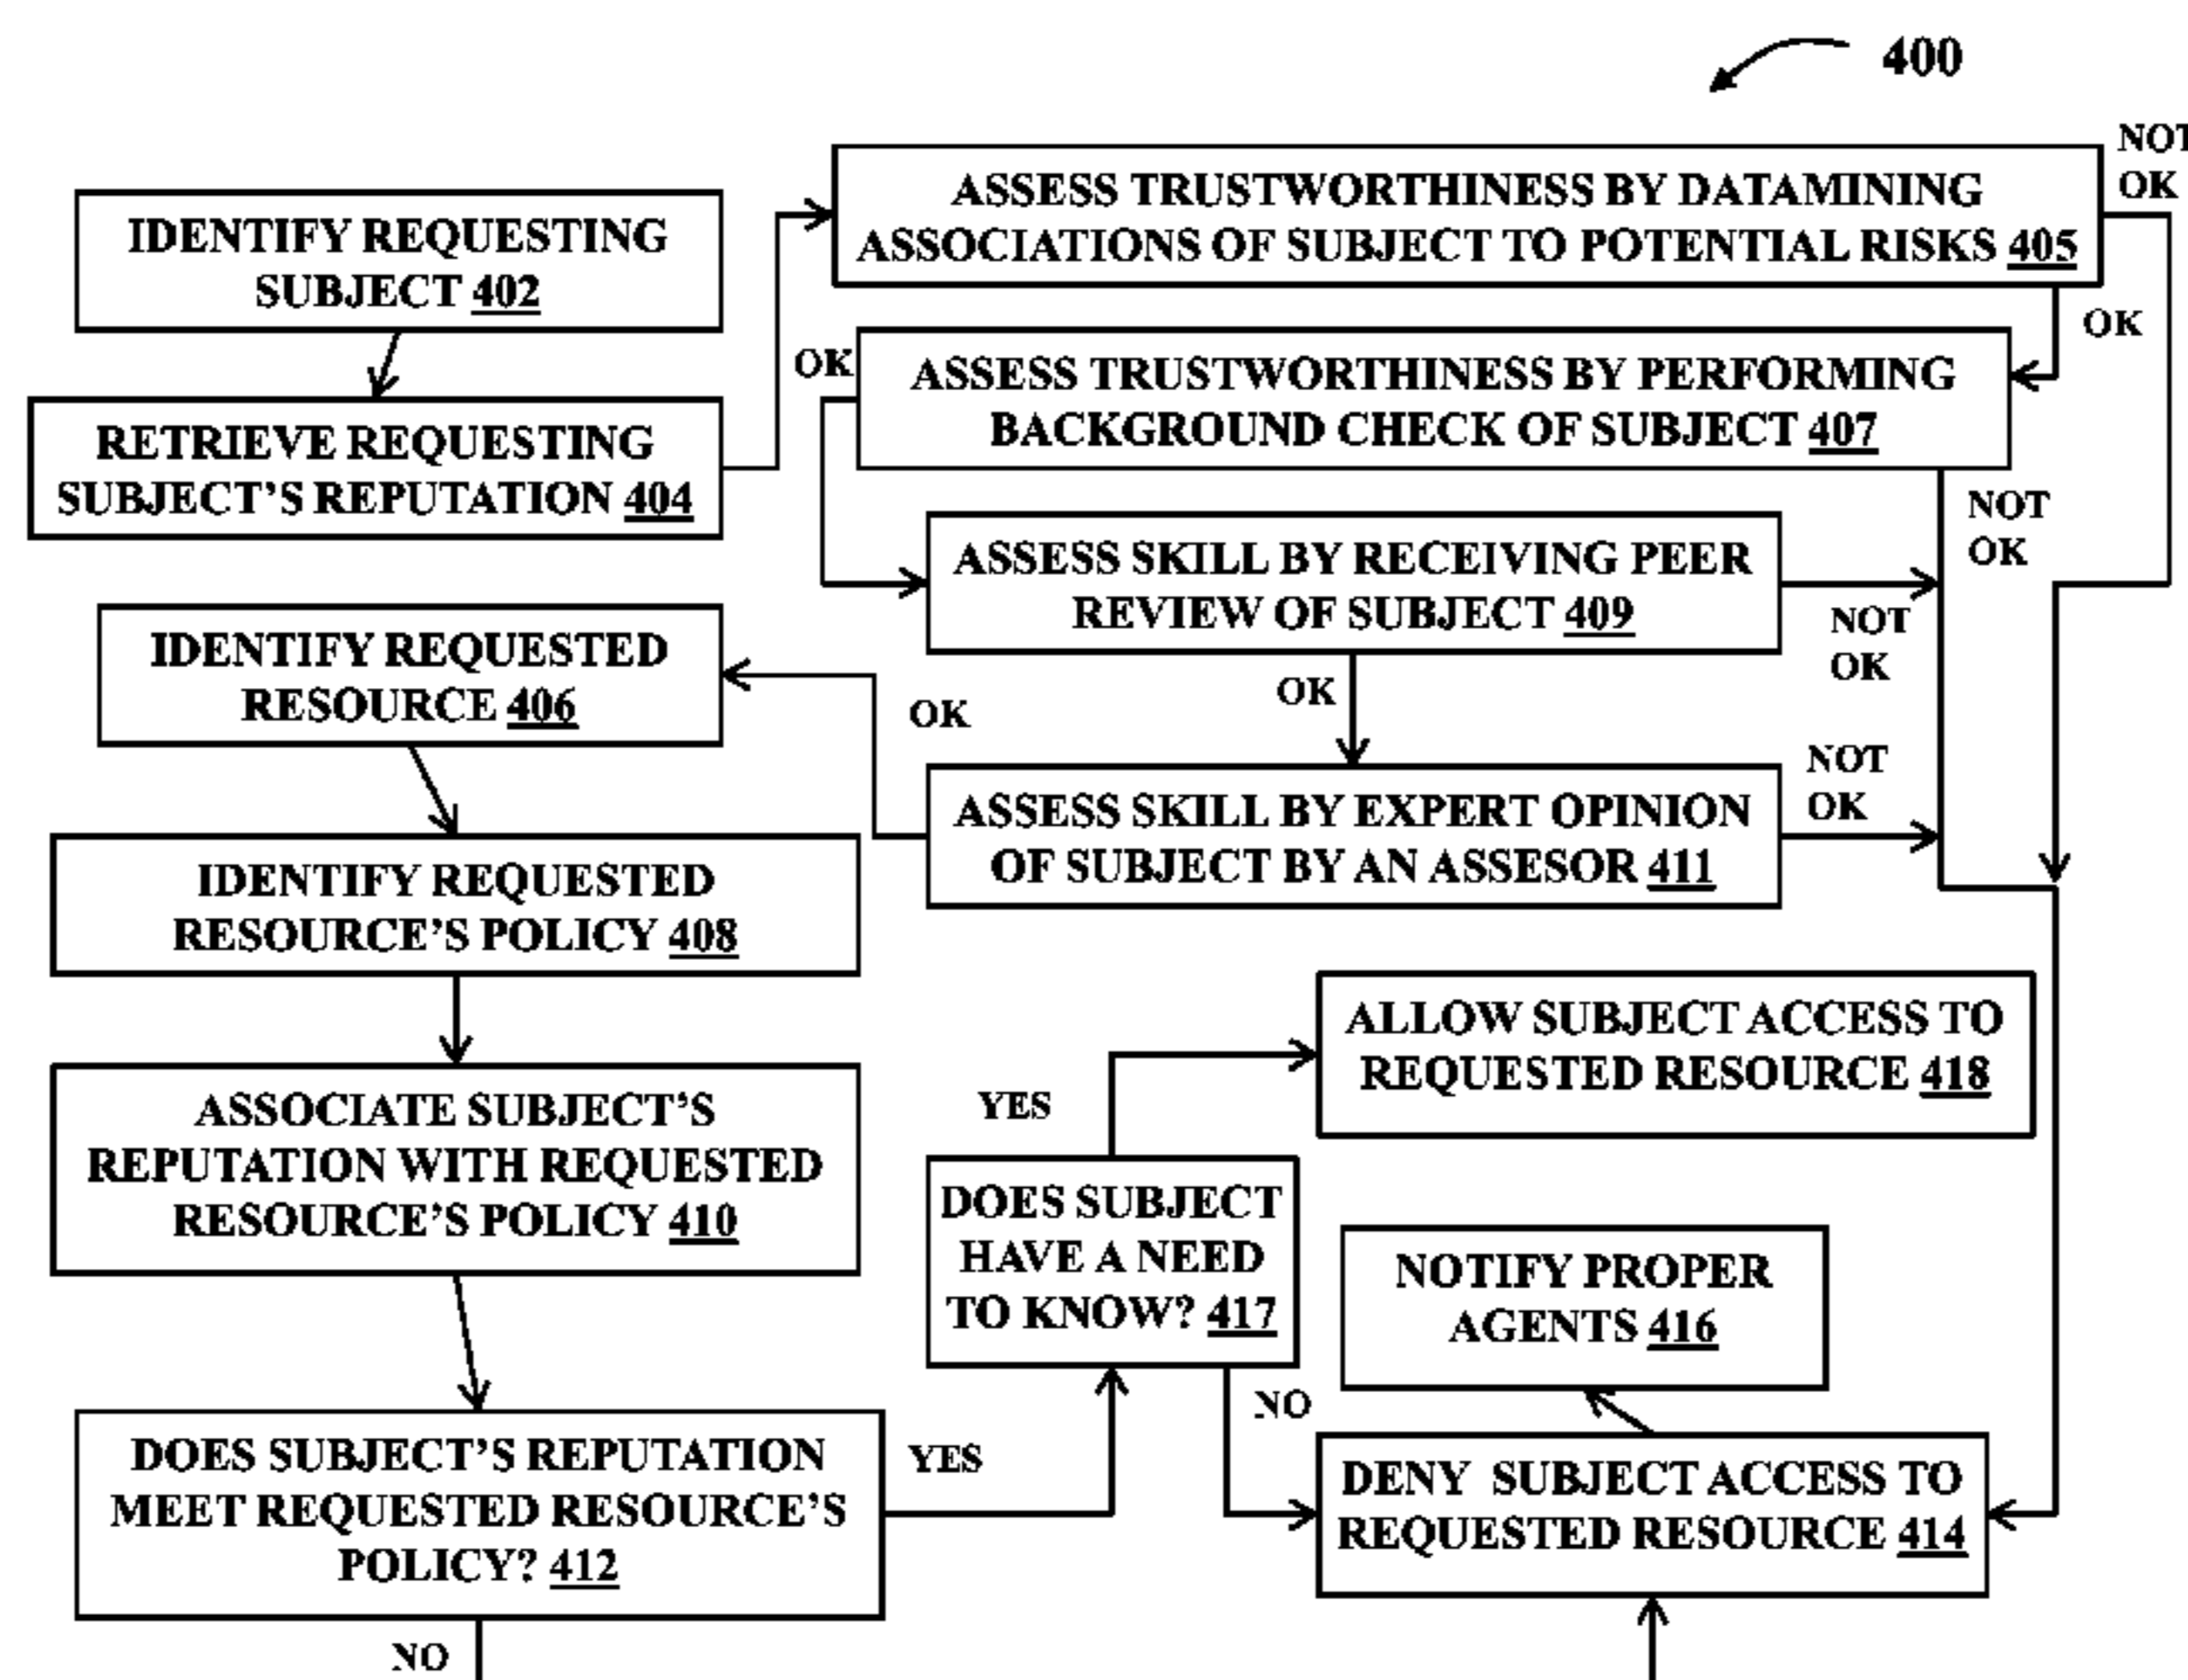 400
IDENTIFY REQUESTING
SUBJECT 402
RETRIEVE REQUESTING
SUBJECT'S REPUTATION 404
ASSESS TRUSTWORTHINESS BY DATAMINING
ASSOCIATIONS OF SUBJECT TO POTENTIAL RISKS 405
NOT
OK
OK
OK
ASSESS TRUSTWORTHINESS BY PERFORMING
BACKGROUND CHECK OF SUBJECT 407
NOT
OK
ASSESS SKILL BY RECEIVING PEER
REVIEW OF SUBJECT 409
NOT
OK
OK
ASSESS SKILL BY EXPERT OPINION
OF SUBJECT BY AN ASSESOR 411
NOT
OK
OK
IDENTIFY REQUESTED
RESOURCE 406
IDENTIFY REQUESTED
RESOURCE'S POLICY 408
ASSOCIATE SUBJECT'S
REPUTATION WITH REQUESTED
RESOURCE'S POLICY 410
DOES SUBJECT'S REPUTATION
MEET REQUESTED RESOURCE'S
POLICY? 412
NO
YES
DOES SUBJECT
HAVE A NEED
TO KNOW? 417
YES
NO
ALLOW SUBJECT ACCESS TO
REQUESTED RESOURCE 418
NOTIFY PROPER
AGENTS 416
DENY SUBJECT ACCESS TO
REQUESTED RESOURCE 414